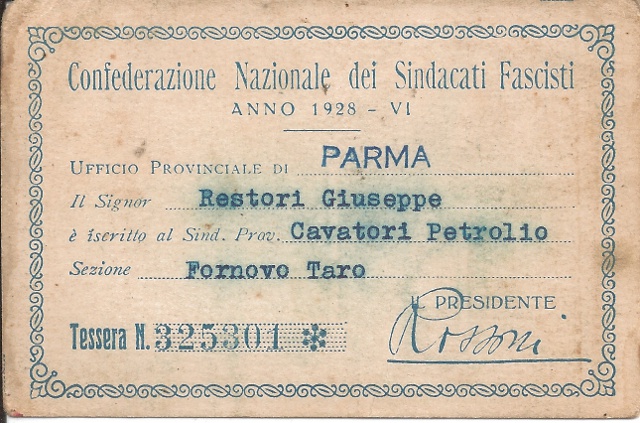 Confederazione Nazionale dei Sindacati Fascisti
ANNO 1928 - VI
UFFICIO PROVINCIALE DI PARMA
Il Signor Restori Giuseppe
è iscritto al Sind. Prov. Cavatori Petrolio
Sezione Fornovo Taro
IL PRESIDENTE
Tessera N. 325301 Rossoni